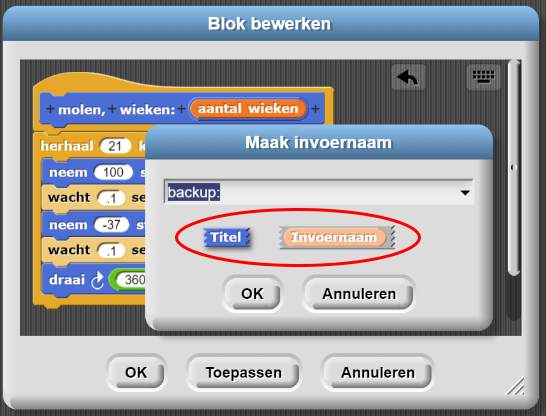 Blok bewerken
+ molen, + wieken: + aantal wieken +
herhaal 21 k
neem 100 s
wacht .1 se
neem -37 s
wacht .1 se
draai 360
Maak invoernaam
backup:
Titel Invoernaam
OK Annuleren
OK Toepassen Annuleren